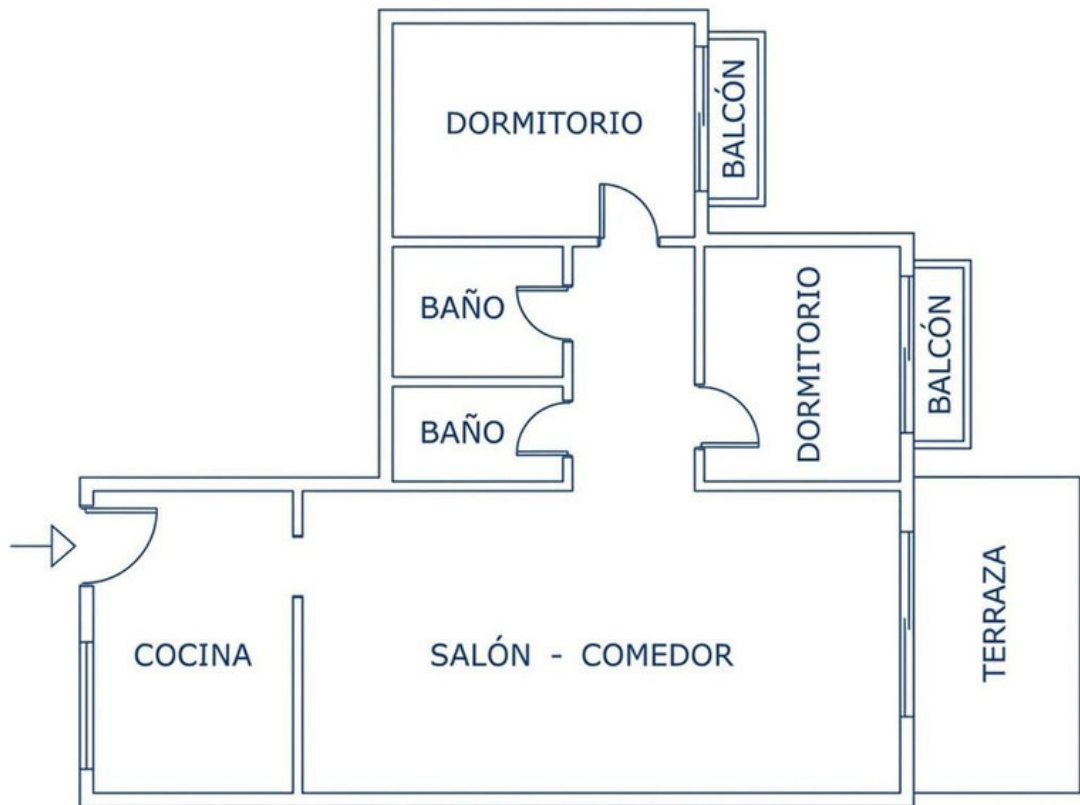 DORMITORIO
BALCÓN
BAÑO
DORMITORIO
BALCÓN
BAÑO
COCINA
SALÓN - COMEDOR
TERRAZA